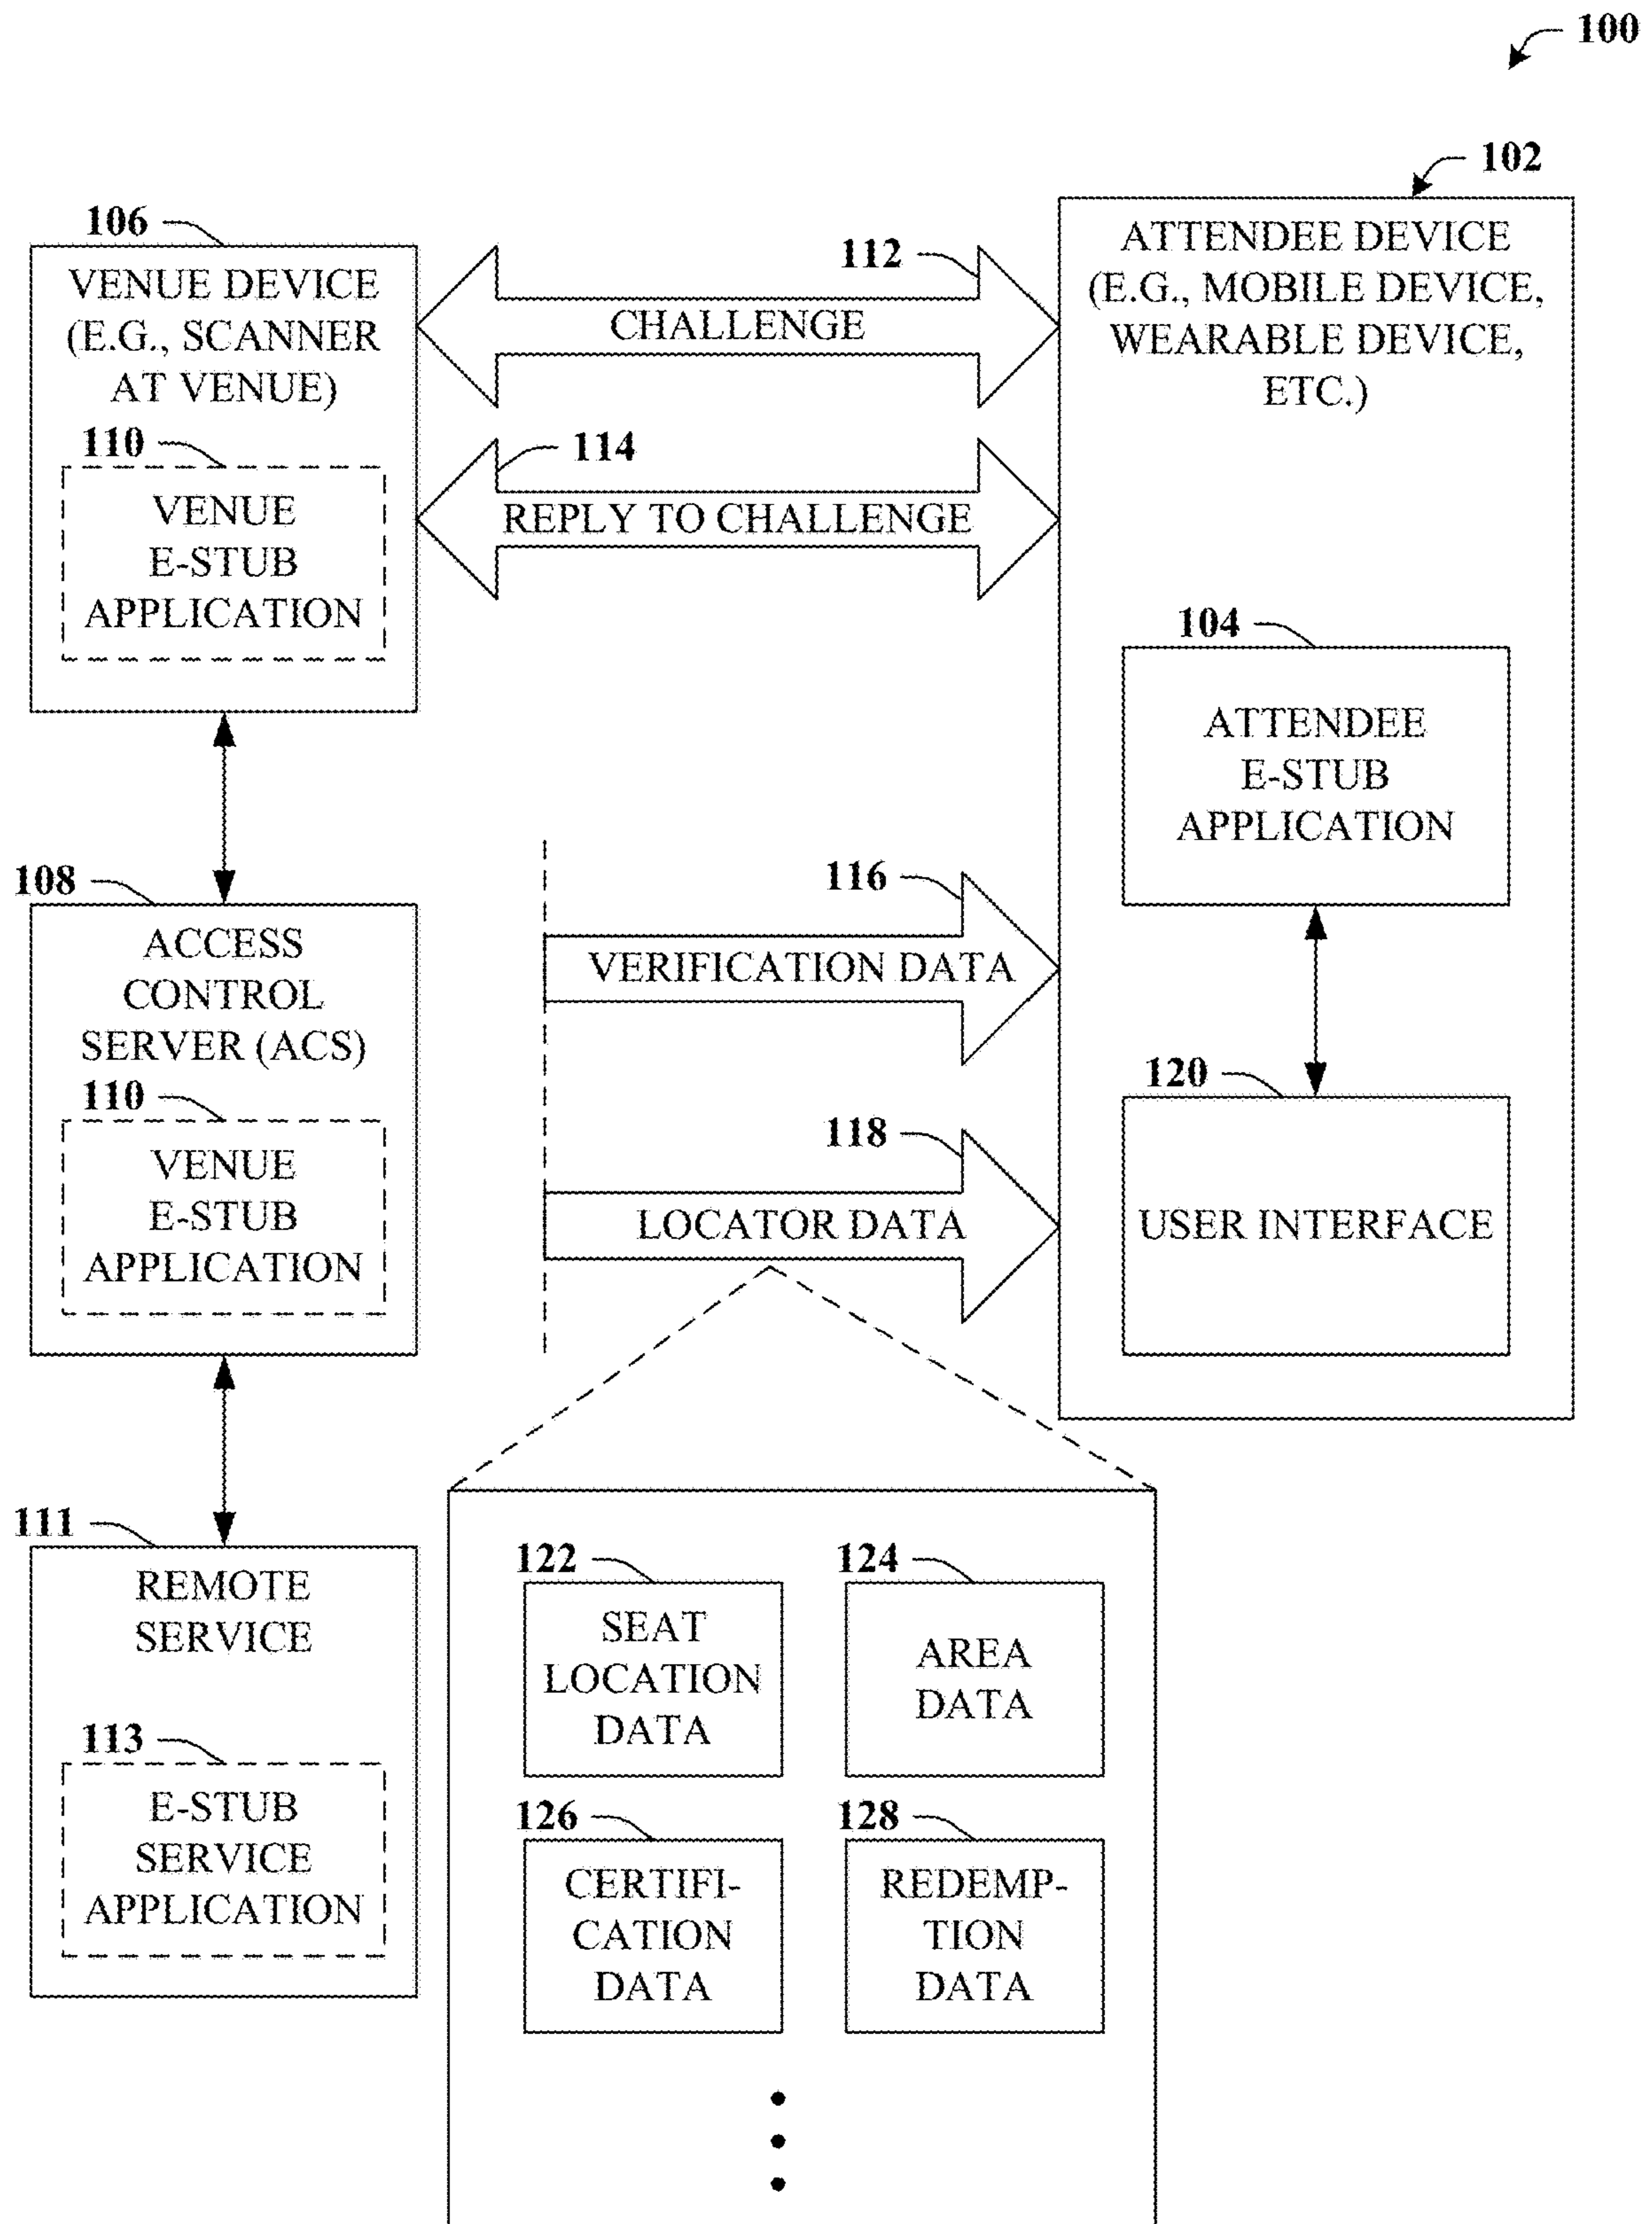 100
102
ATTENDEE DEVICE
(E.G., MOBILE DEVICE,
WEARABLE DEVICE,
ETC.)
106
VENUE DEVICE
(E.G., SCANNER
AT VENUE)
110
VENUE
E-STUB
APPLICATION
112
CHALLENGE
114
REPLY TO CHALLENGE
104
ATTENDEE
E-STUB
APPLICATION
108
ACCESS
CONTROL
SERVER (ACS)
110
VENUE
E-STUB
APPLICATION
116
VERIFICATION DATA
118
LOCATOR DATA
120
USER INTERFACE
111
REMOTE
SERVICE
113
E-STUB
SERVICE
APPLICATION
122
SEAT
LOCATION
DATA
124
AREA
DATA
126
CERTIFI-
CATION
DATA
128
REDEMP-
TION
DATA